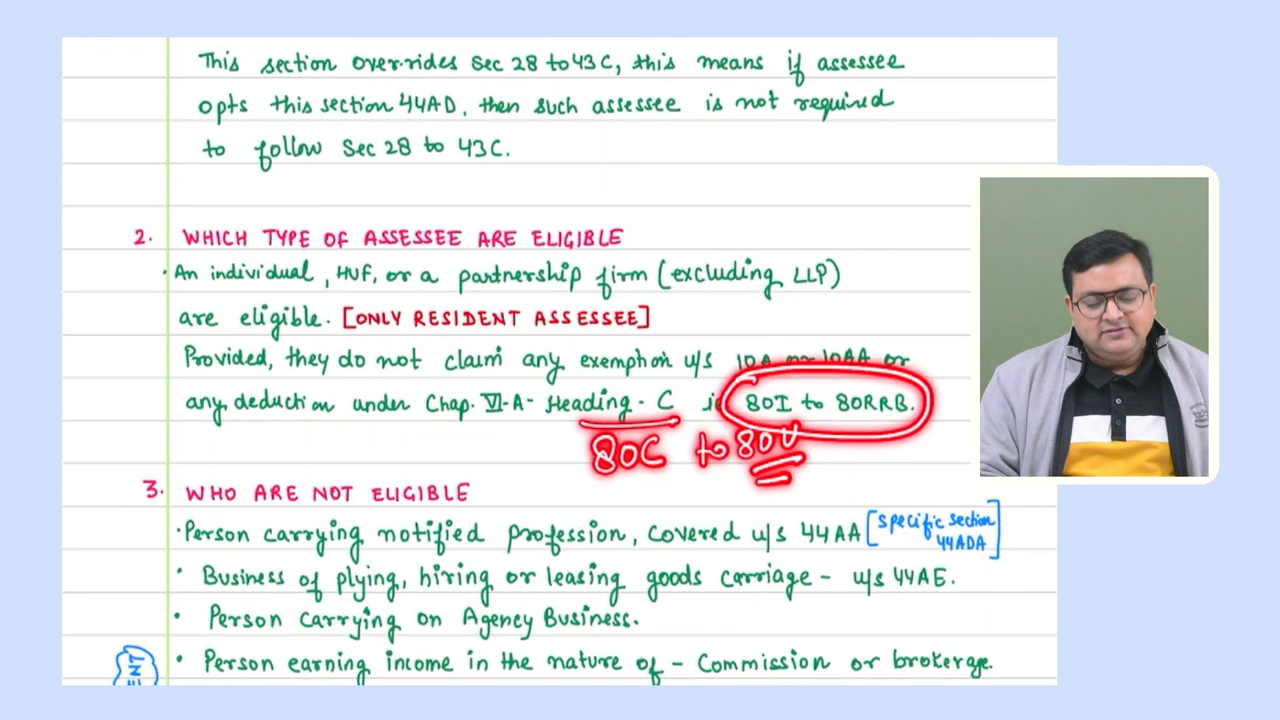 This section over-rides Sec 28 to 43C, this means if assessee
opts this section 44AD, then such assessee is not required
to follow Sec 28 to 43C.
2. WHICH TYPE OF ASSESSEE ARE ELIGIBLE
· An individual, HUF, or a partnership firm (excluding LLP)
are eligible. [ONLY RESIDENT ASSESSEE]
Provided, they do not claim any exemption u/s 10A or 10AA or
any deduction under Chap. VI-A- Heading - C i 80I to 80RRB.
80C to 80U
3. WHO ARE NOT ELIGIBLE
· Person carrying notified profession, covered u/s 44AA [specific section
44ADA]
· Business of plying, hiring or leasing goods carriage - u/s 44AE.
· Person carrying on Agency Business.
· Person earning income in the nature of - Commission or brokerage.